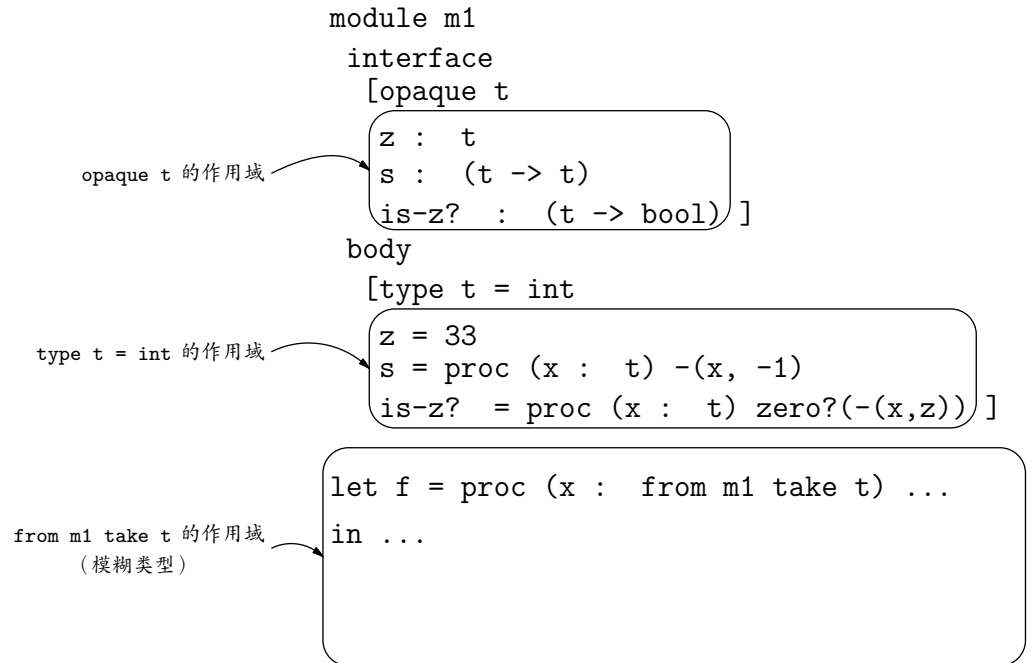 module m1
interface
[opaque t
z : t
s : (t -> t)
is-z? : (t -> bool) ]
opaque t 的作用域
body
[type t = int
z = 33
s = proc (x : t) -(x, -1)
is-z? = proc (x : t) zero?(-(x,z)) ]
type t = int 的作用域
let f = proc (x : from m1 take t) ...
in ...
from m1 take t 的作用域
(模糊类型)